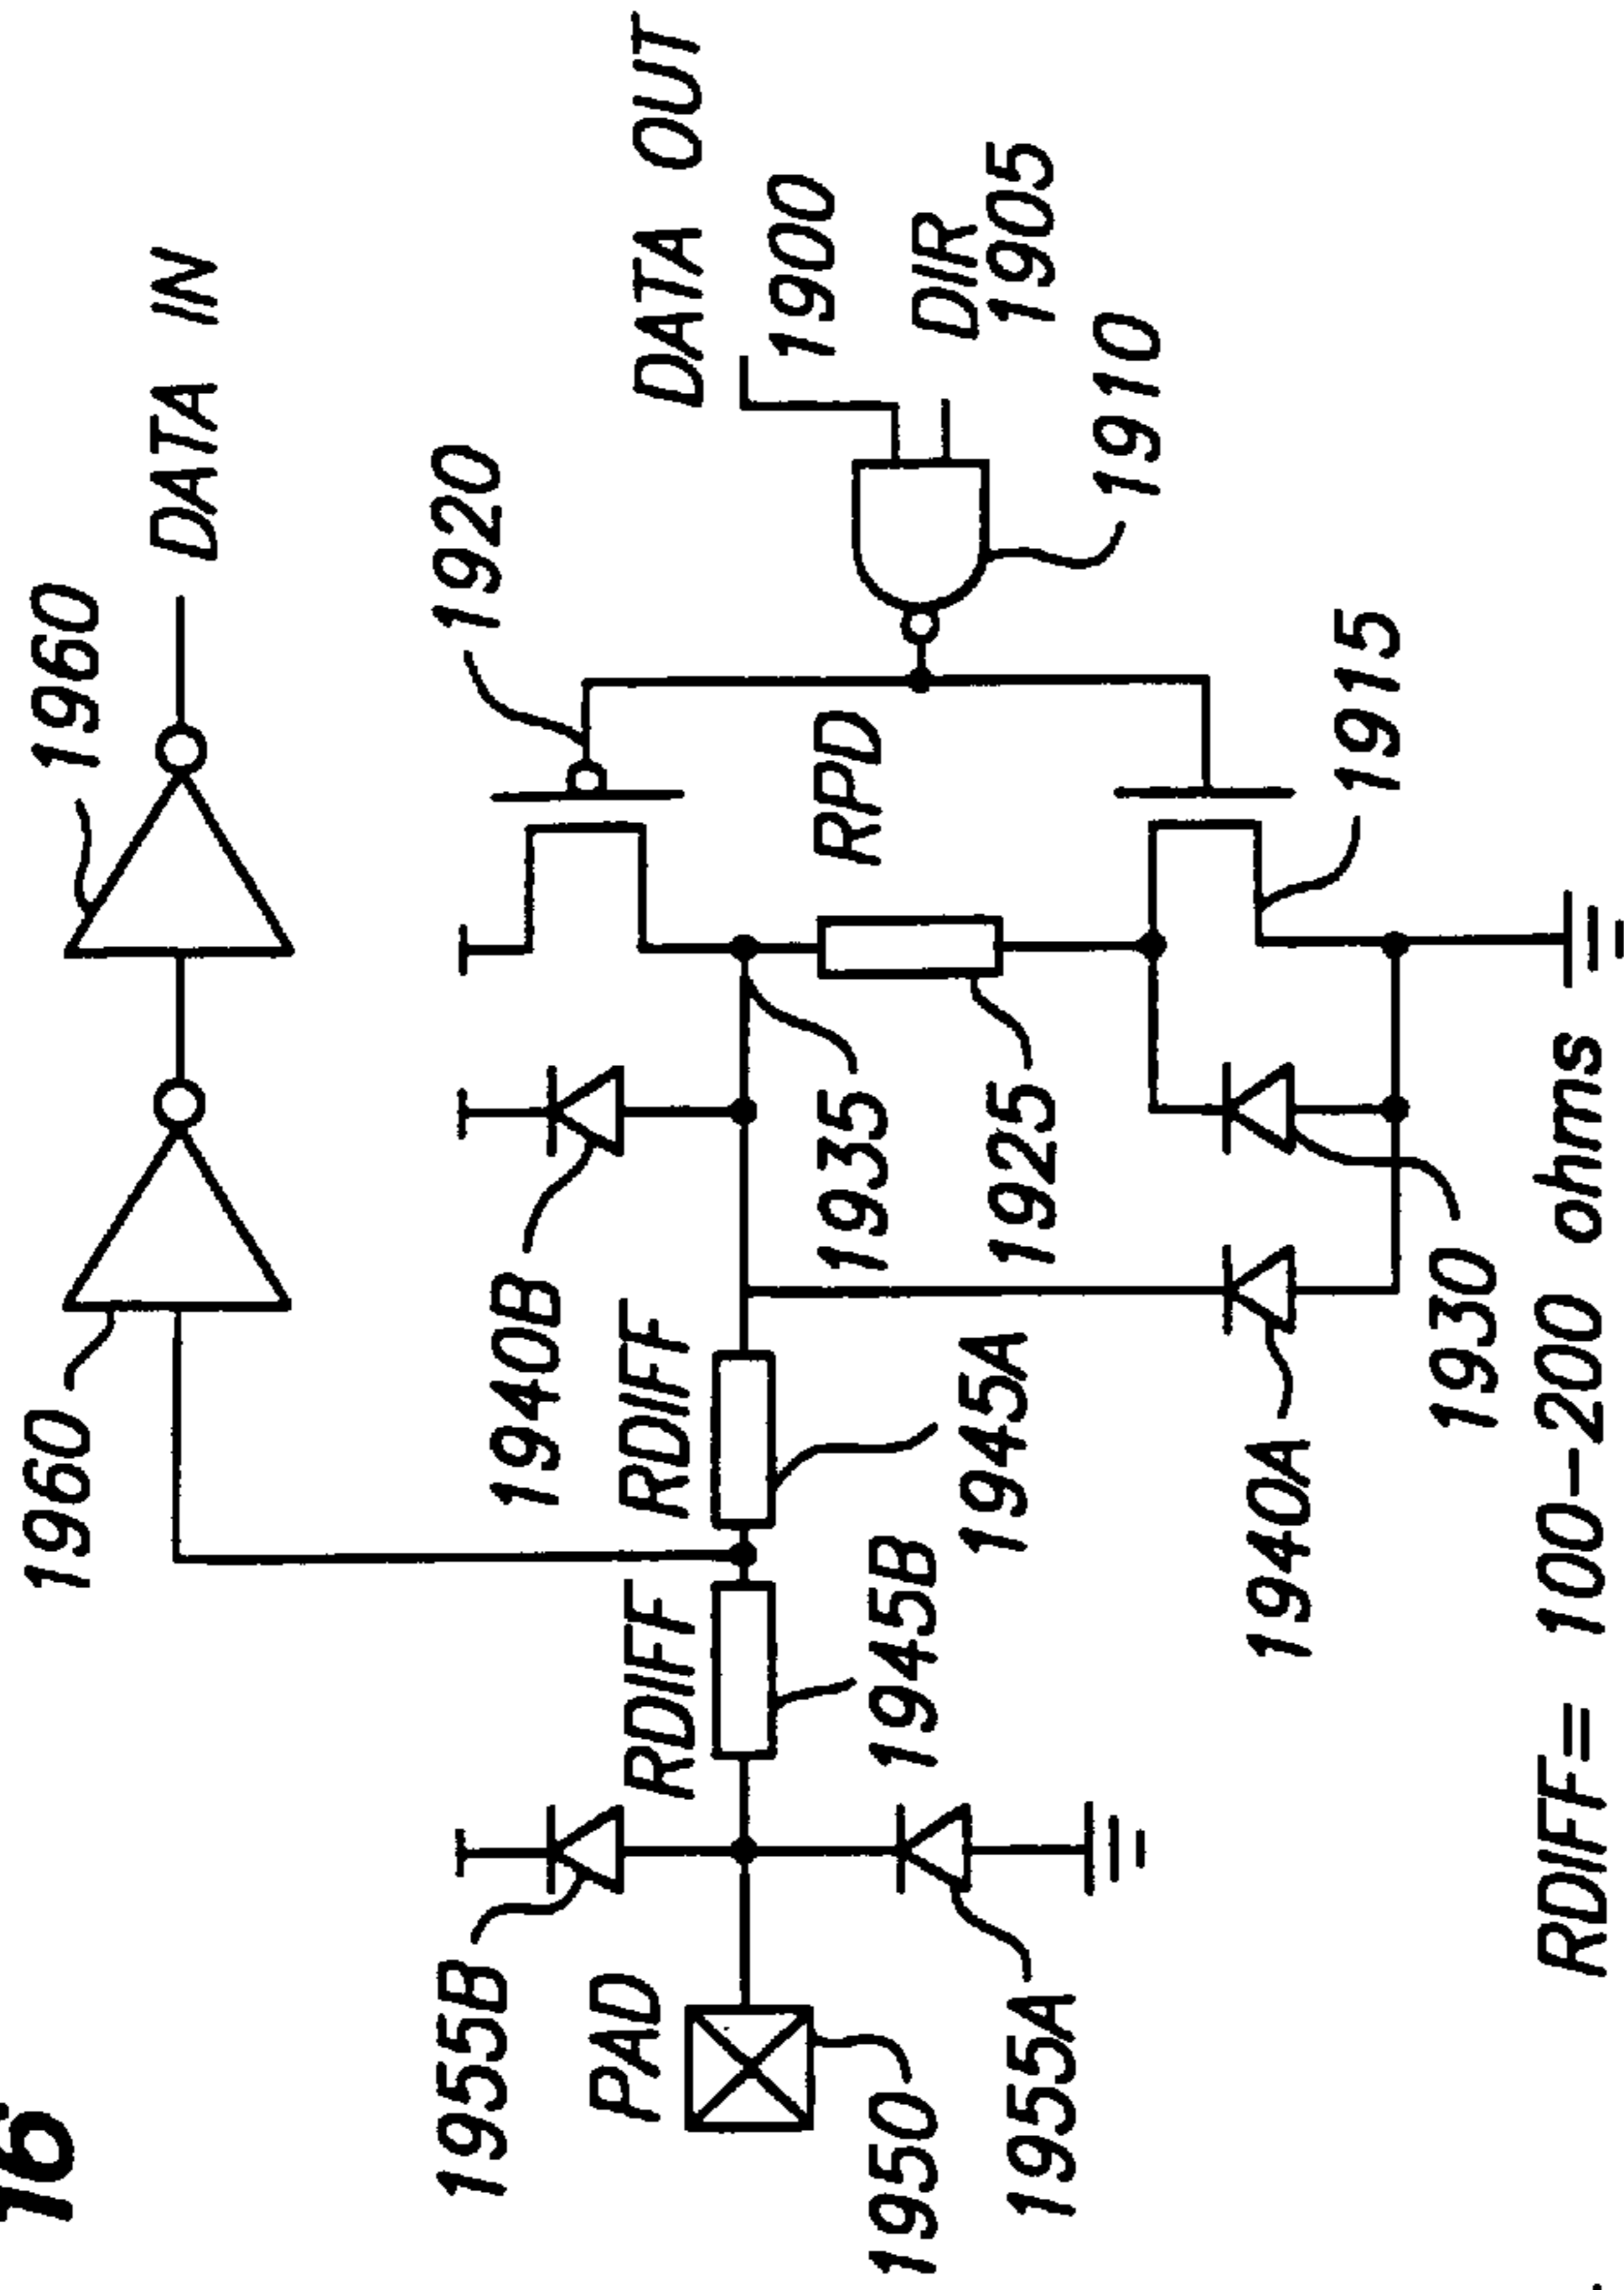 16
1960
1960
DATA IN
1955B
1940B
1920
PAD
RDIFF
RDIFF
DATA OUT
1900
1950
1945B
1945A
1935
RPD
DIR
1905
1955A
1925
1910
1940A
1930
1915
RDIFF= 100-200 ohms